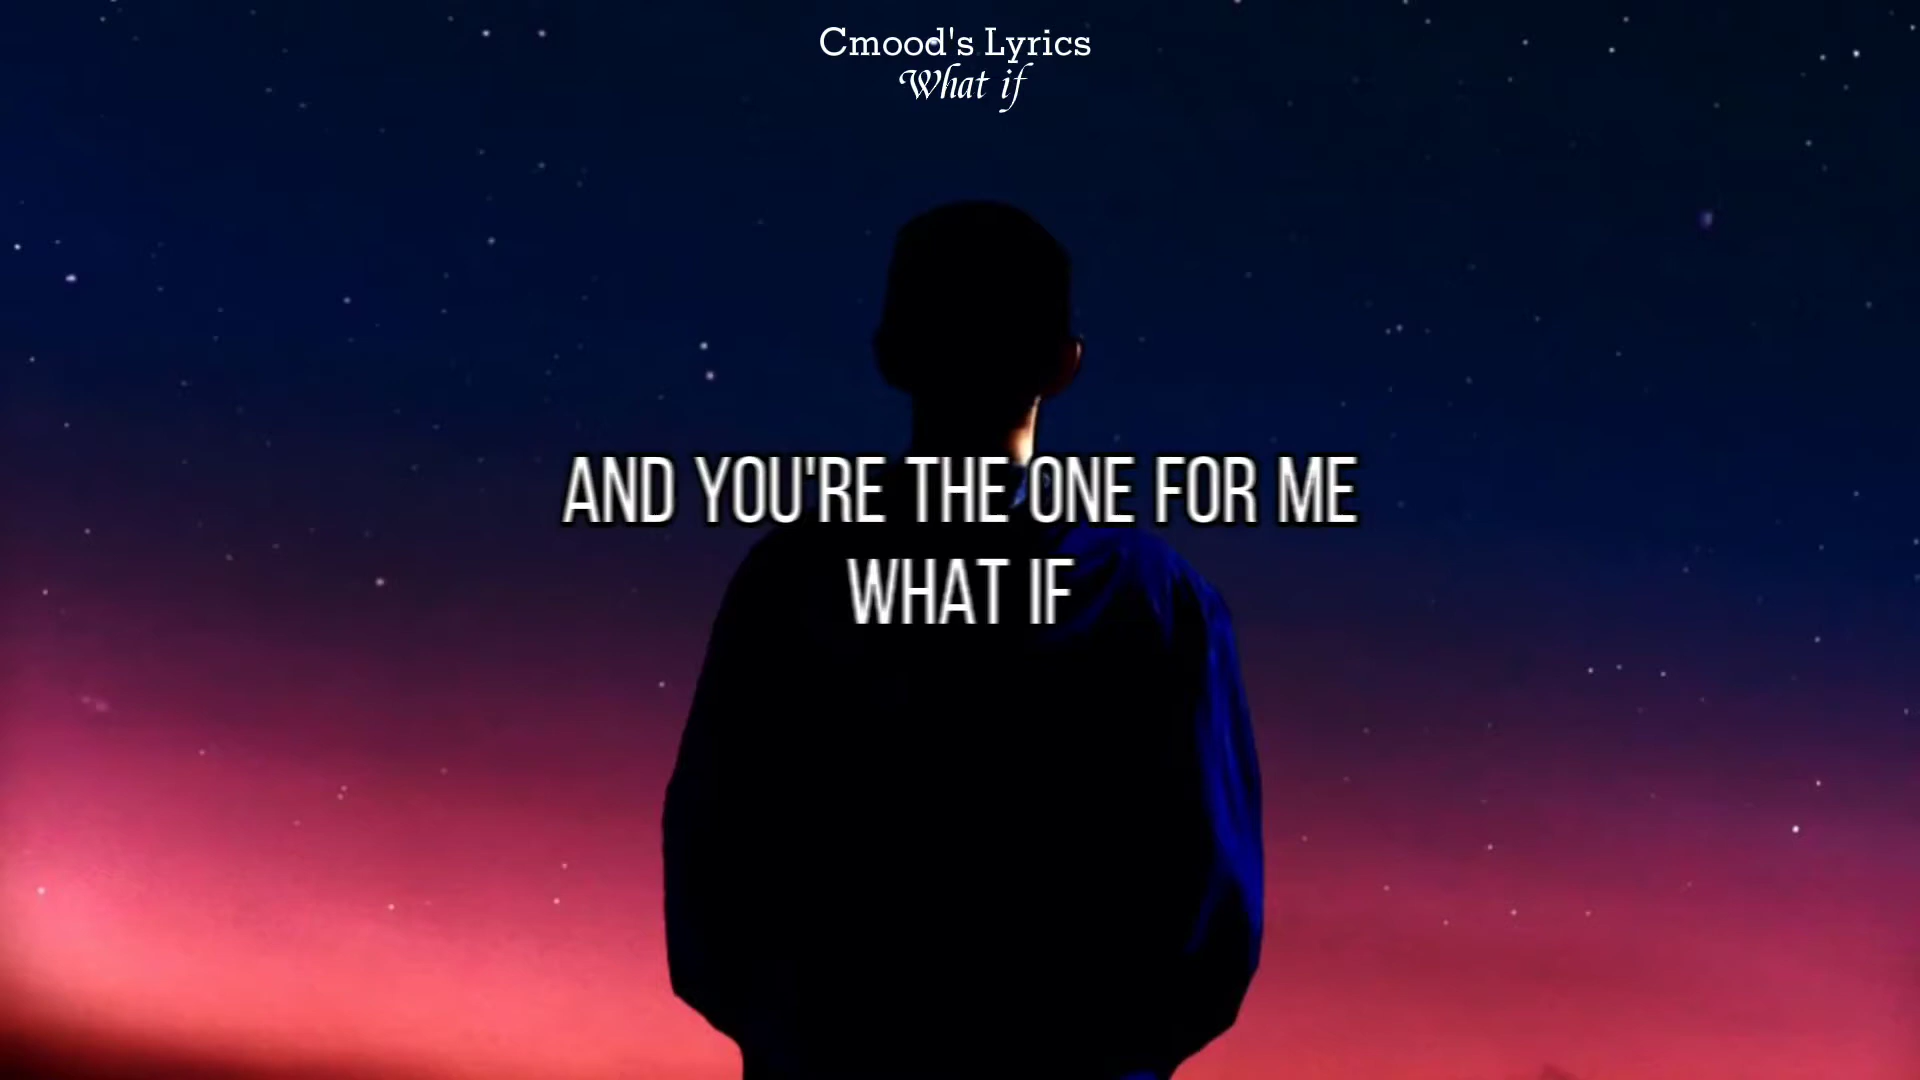 Cmood's Lyrics
What if
AND YOU'RE THE ONE FOR ME
WHAT IF